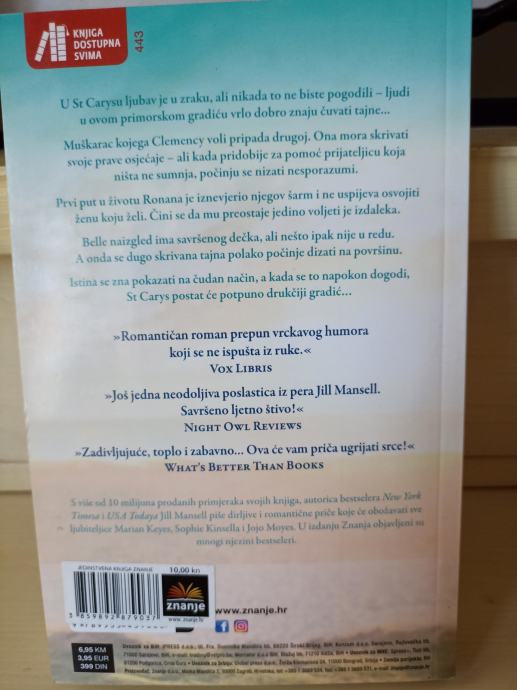 KNJIGA
DOSTUPNA
SVIMA
443
U St Carysu ljubav je u zraku, ali nikada to ne biste pogodili – ljudi
u ovom primorskom gradiću vrlo dobro znaju čuvati tajne...
Muškarac kojega Clemency voli pripada drugoj. Ona mora skrivati
svoje prave osjećaje – ali kada pridobije za pomoć prijateljicu koja
ništa ne sumnja, počinju se nizati nesporazumi.
Prvi put u životu Ronana je iznevjerio njegov šarm i ne uspijeva osvojiti
ženu koju želi. Čini se da mu preostaje jedino voljeti je izdaleka.
Belle naizgled ima savršenog dečka, ali nešto ipak nije u redu.
A onda se dugo skrivana tajna polako počinje dizati na površinu.
Istina se zna pokazati na čudan način, a kada se to napokon dogodi,
St Carys postat će potpuno drukčiji gradić...
»Romantičan roman prepun vrckavog humora
koji se ne ispušta iz ruke.«
VOX LIBRIS
»Još jedna neodoljiva poslastica iz pera Jill Mansell.
Savršeno ljetno štivo!«
NIGHT OWL REVIEWS
»Zadivljujuće, toplo i zabavno... Ova će vam priča ugrijati srce!«
WHAT'S BETTER THAN BOOKS
S više od 10 milijuna prodanih primjeraka svojih knjiga, autorica bestselera New York
Timesa i USA Todaya Jill Mansell piše dirljive i romantične priče koje će obožavati sve
ljubiteljice Marian Keyes, Sophie Kinsella i Jojo Moyes. U izdanju Znanja objavljeni su
mnogi njezini bestseleri.
JEDINSTVENA KNJIGA ZNANJE 10,00 kn
3 859892 879037
znanje
www.znanje.hr
www.znanje.hr
6,95 KM
3,95 EUR
399 DIN